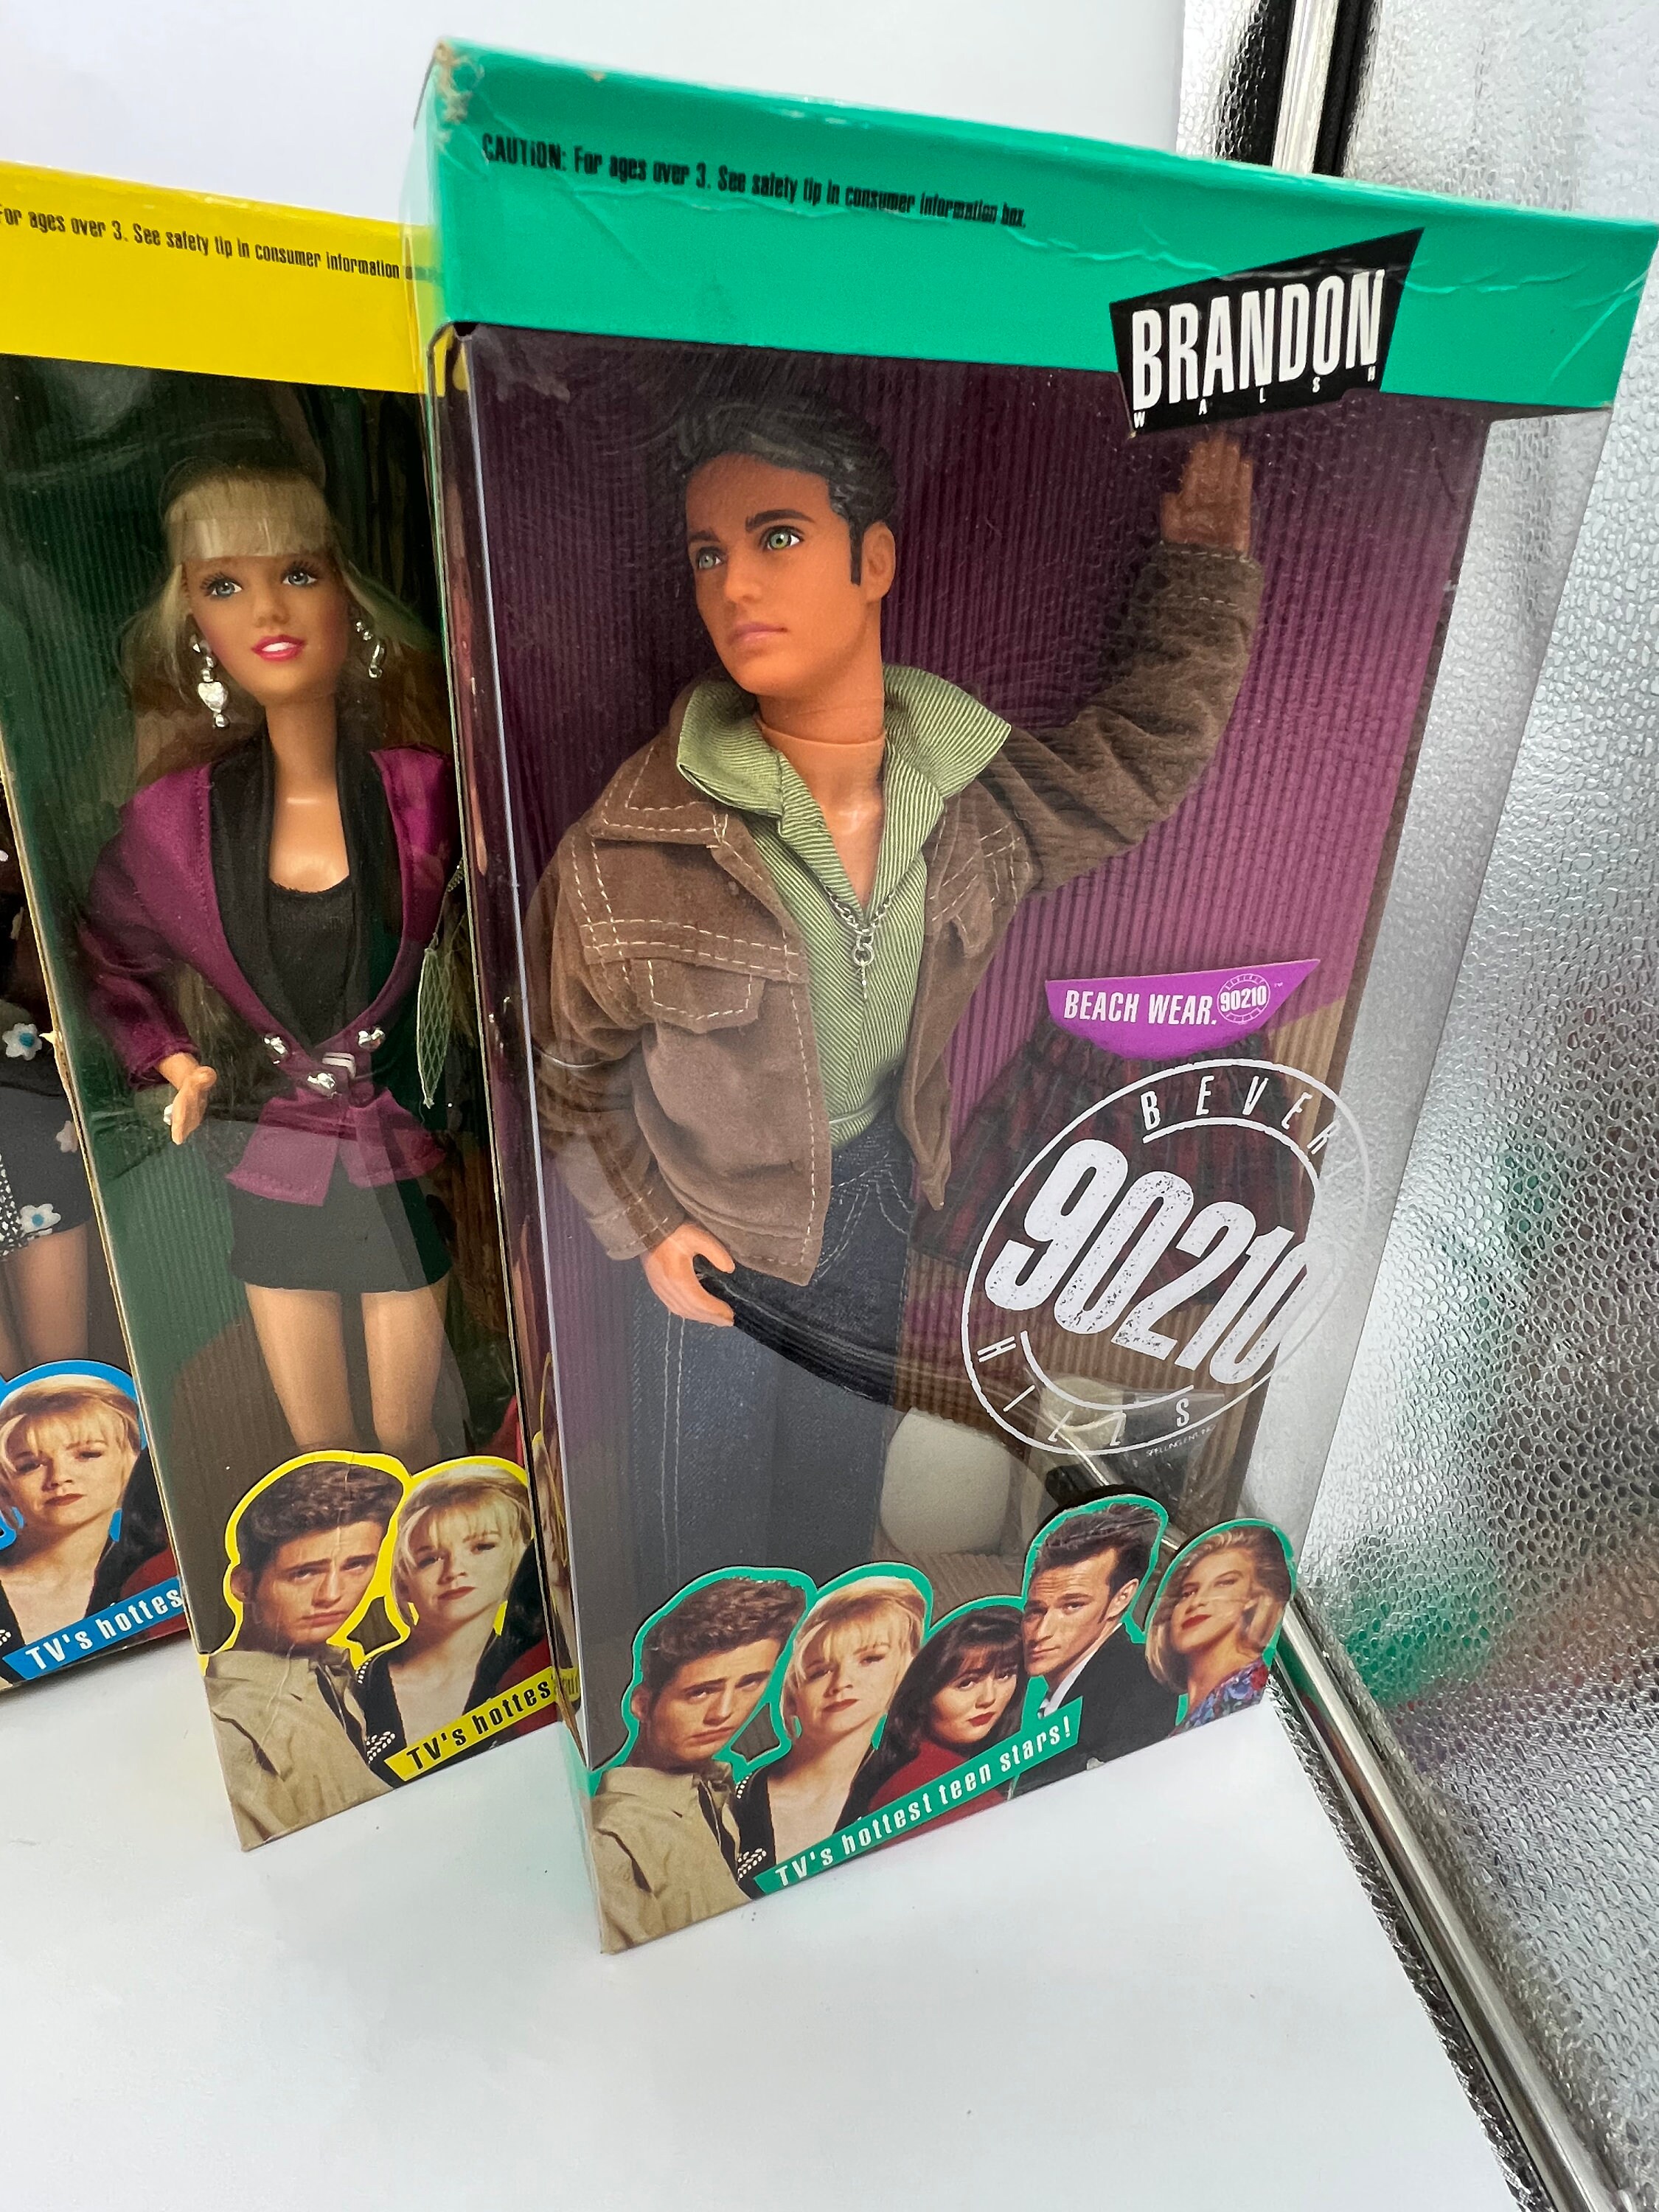 CAUTION: For ages over 3. See safety tip in consumer information box.
For ages over 3. See safety tip in consumer information
BRANDON
WALSH
BEACH WEAR. 90210 ™
BEVER
90210
HILLS
TV's hottes
TV's hottes
TV's hottest teen stars!